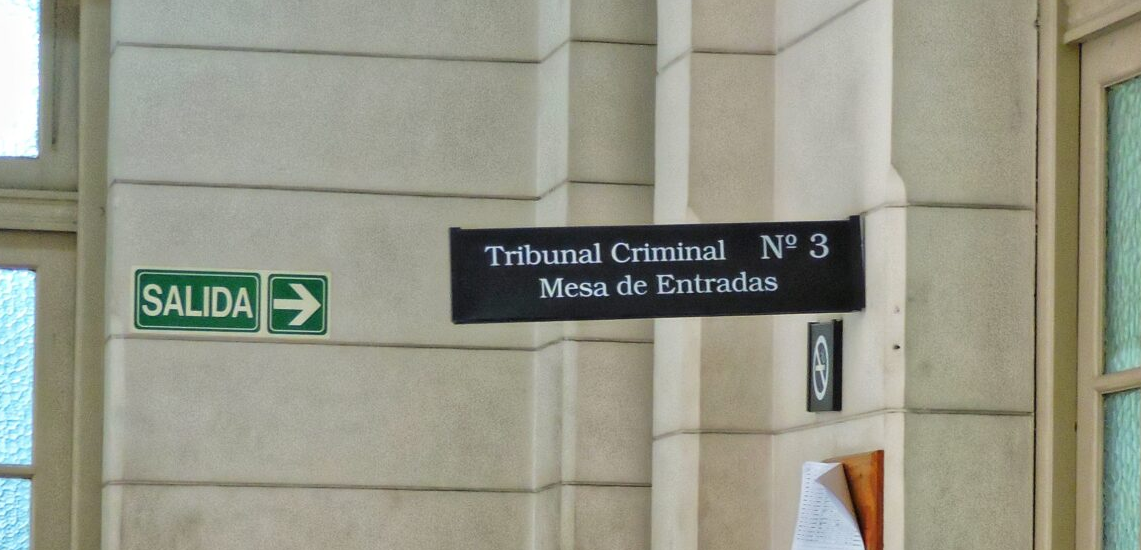 SALIDA
Tribunal Criminal Nº 3
Mesa de Entradas